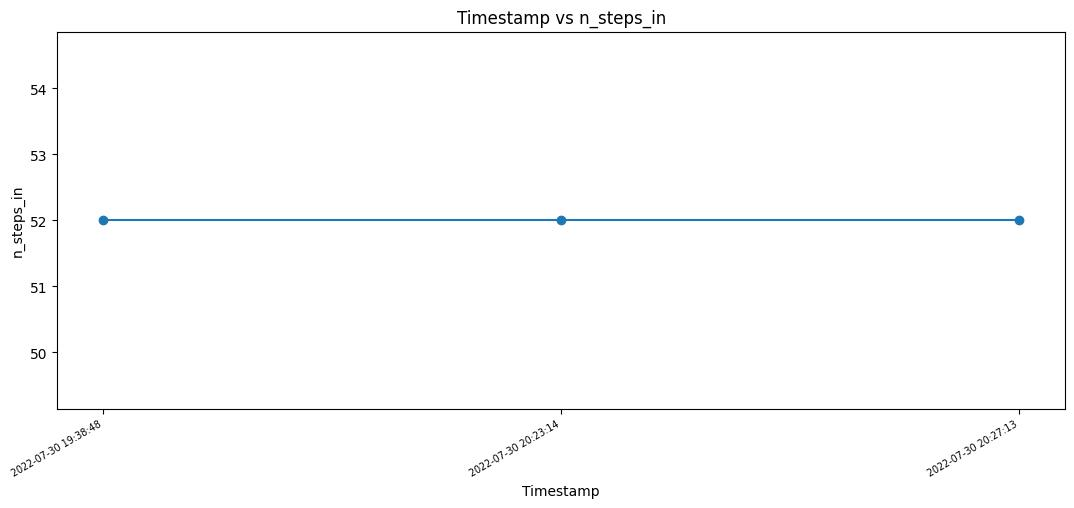 Timestamp vs n_steps_in
n_steps_in
54
53
52
51
50
2022-07-30 19:38:48
2022-07-30 20:23:14
2022-07-30 20:27:13
Timestamp